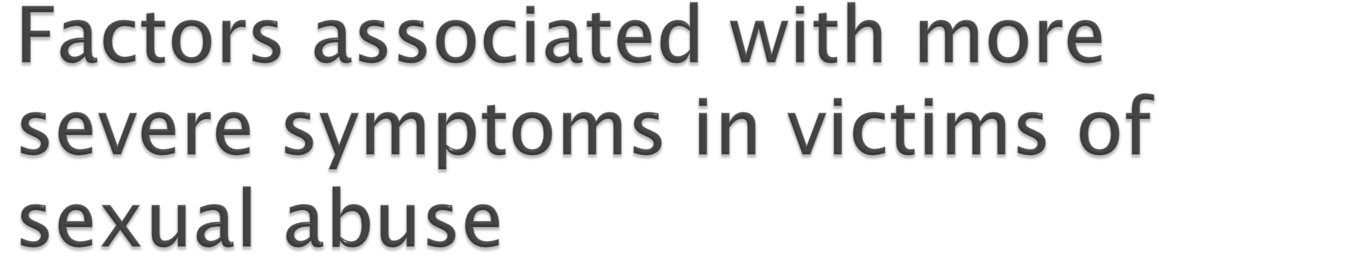 Factors associated with more
severe symptoms in victims of
sexual abuse